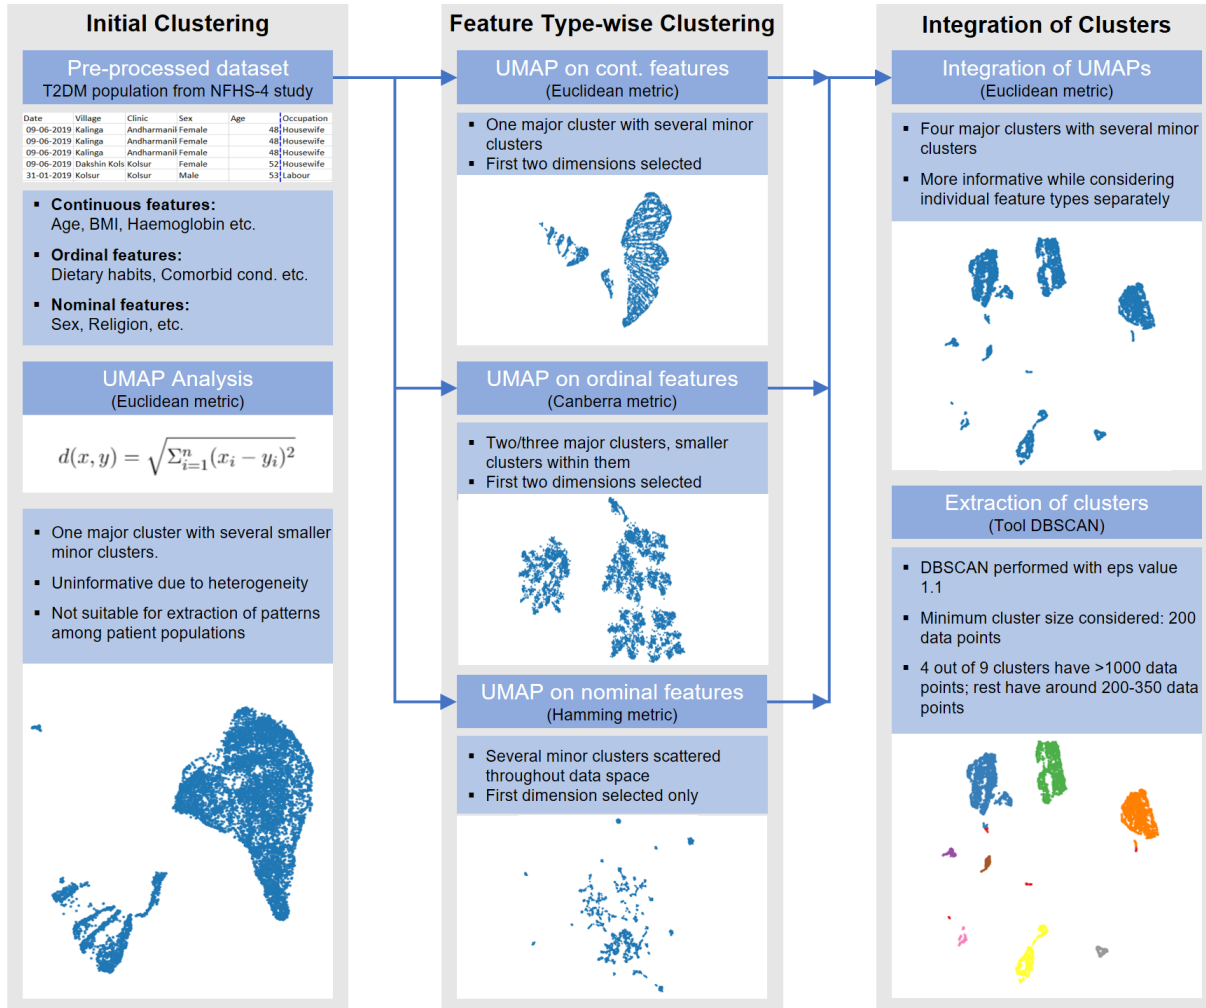 Initial Clustering
Pre-processed dataset
T2DM population from NFHS-4 study
Date Village Clinic Sex Age Occupation
09-06-2019 Kalinga Andharmanik Female 48 Housewife
09-06-2019 Kalinga Andharmanik Female 48 Housewife
09-06-2019 Kalinga Andharmanik Female 48 Housewife
09-06-2019 Dakshin Kols Kolsur Female 52 Housewife
31-01-2019 Kolsur Kolsur Male 53 Labour
▪ Continuous features:
Age, BMI, Haemoglobin etc.
▪ Ordinal features:
Dietary habits, Comorbid cond. etc.
▪ Nominal features:
Sex, Religion, etc.
UMAP Analysis
(Euclidean metric)
d(x, y) = √Σⁿᵢ₌₁(xᵢ − yᵢ)²
▪ One major cluster with several smaller
minor clusters.
▪ Uninformative due to heterogeneity
▪ Not suitable for extraction of patterns
among patient populations
Feature Type-wise Clustering
UMAP on cont. features
(Euclidean metric)
▪ One major cluster with several minor
clusters
▪ First two dimensions selected
UMAP on ordinal features
(Canberra metric)
▪ Two/three major clusters, smaller
clusters within them
▪ First two dimensions selected
UMAP on nominal features
(Hamming metric)
▪ Several minor clusters scattered
throughout data space
▪ First dimension selected only
Integration of Clusters
Integration of UMAPs
(Euclidean metric)
▪ Four major clusters with several minor
clusters
▪ More informative while considering
individual feature types separately
Extraction of clusters
(Tool DBSCAN)
▪ DBSCAN performed with eps value
1.1
▪ Minimum cluster size considered: 200
data points
▪ 4 out of 9 clusters have >1000 data
points; rest have around 200-350 data
points